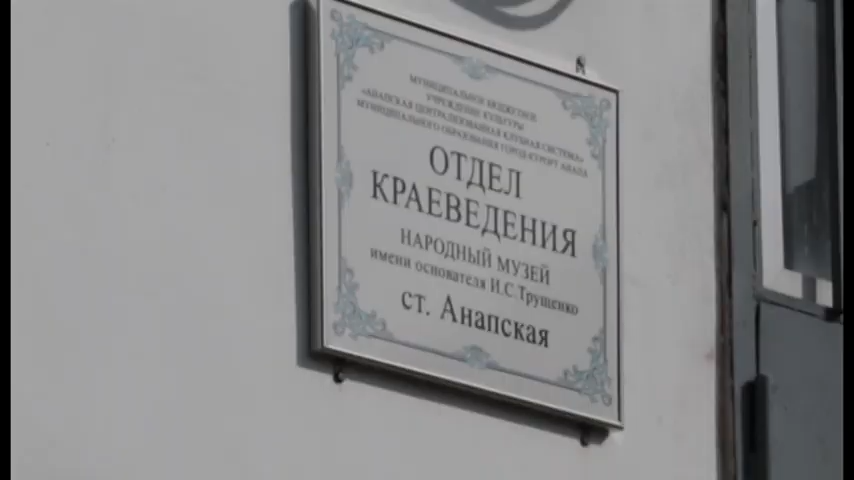 МУНИЦИПАЛЬНОЕ БЮДЖЕТНОЕ
УЧРЕЖДЕНИЕ КУЛЬТУРЫ
«АНАПСКАЯ ЦЕНТРАЛИЗОВАННАЯ КЛУБНАЯ СИСТЕМА»
МУНИЦИПАЛЬНОГО ОБРАЗОВАНИЯ ГОРОД-КУРОРТ АНАПА
ОТДЕЛ
КРАЕВЕДЕНИЯ
НАРОДНЫЙ МУЗЕЙ
имени основателя И.С.Трущенко
ст. Анапская